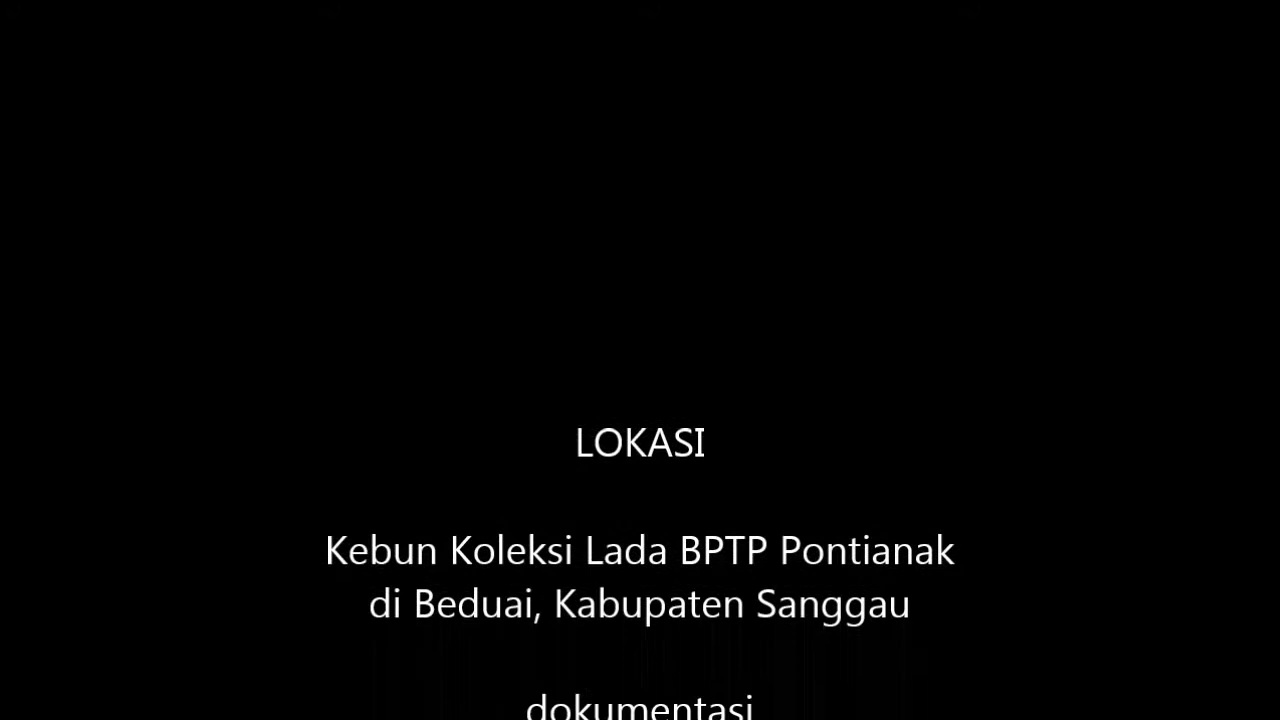 LOKASI
Kebun Koleksi Lada BPTP Pontianak
di Beduai, Kabupaten Sanggau
dokumentasi